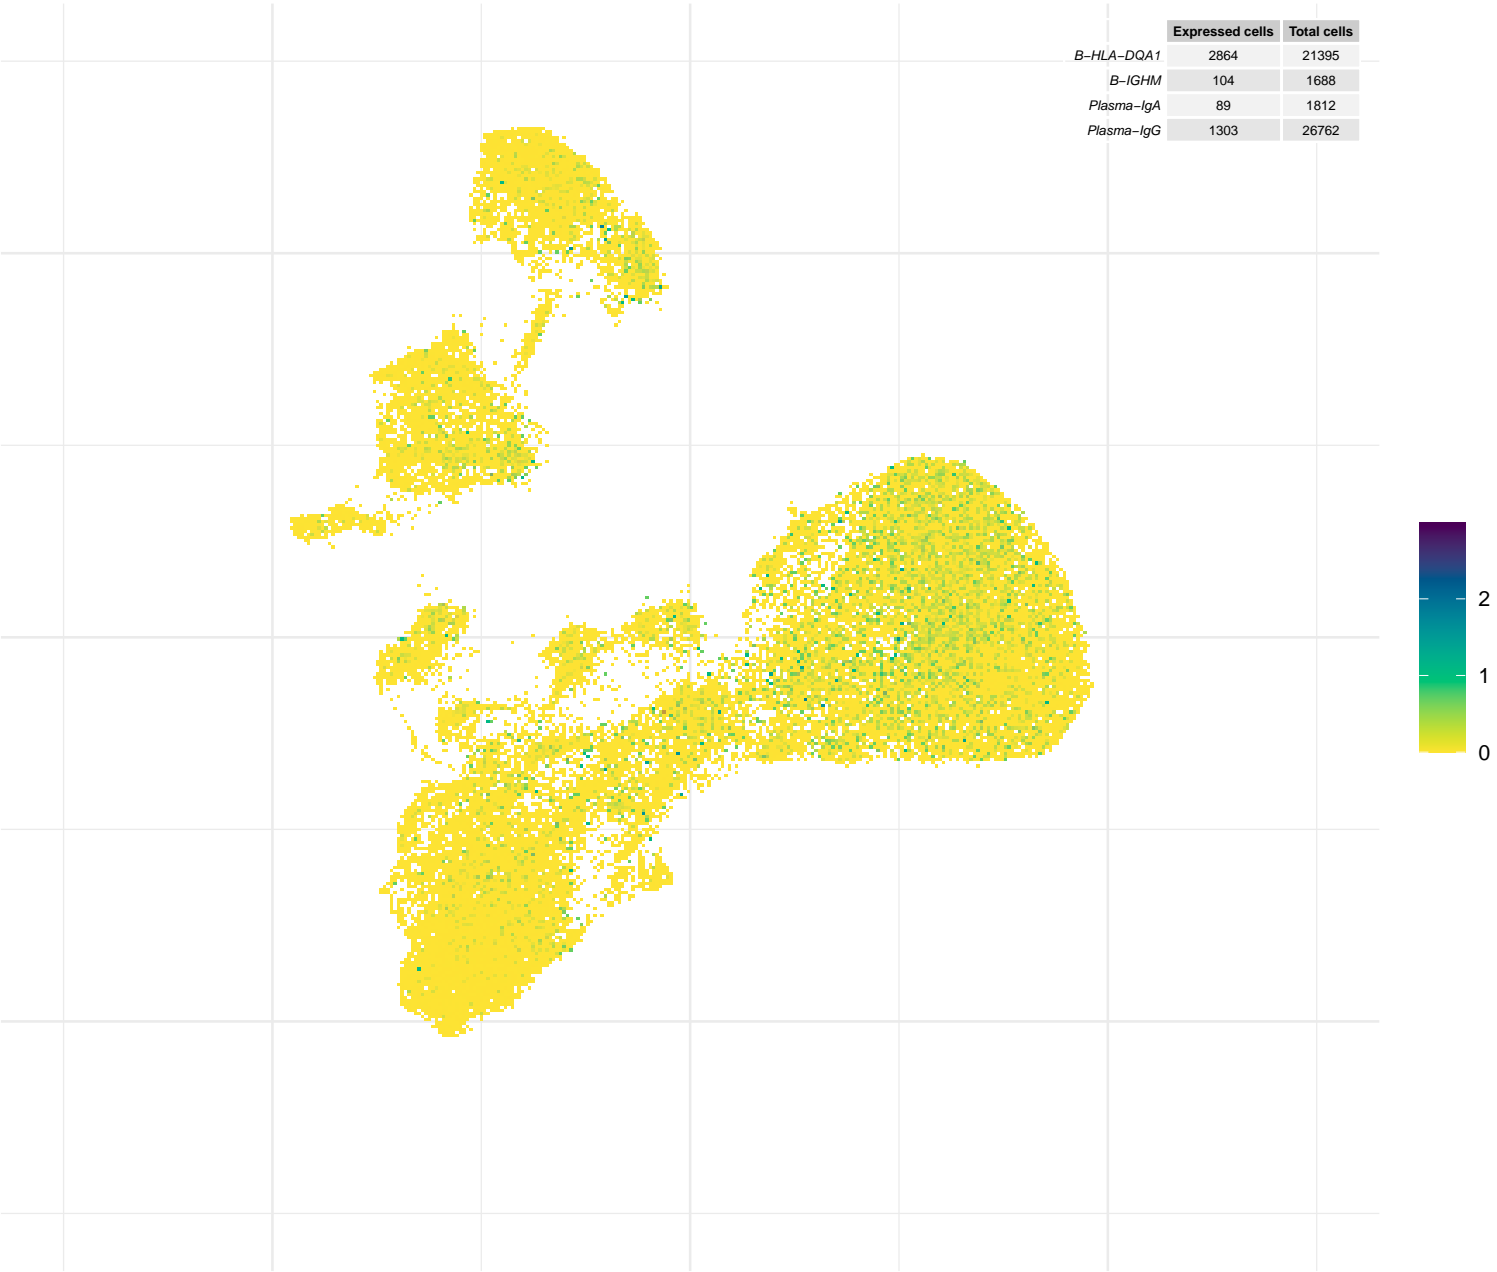 Expressed cells Total cells
B−HLA−DQA1 2864 21395
B−IGHM 104 1688
Plasma−IgA 89 1812
Plasma−IgG 1303 26762
2
1
0